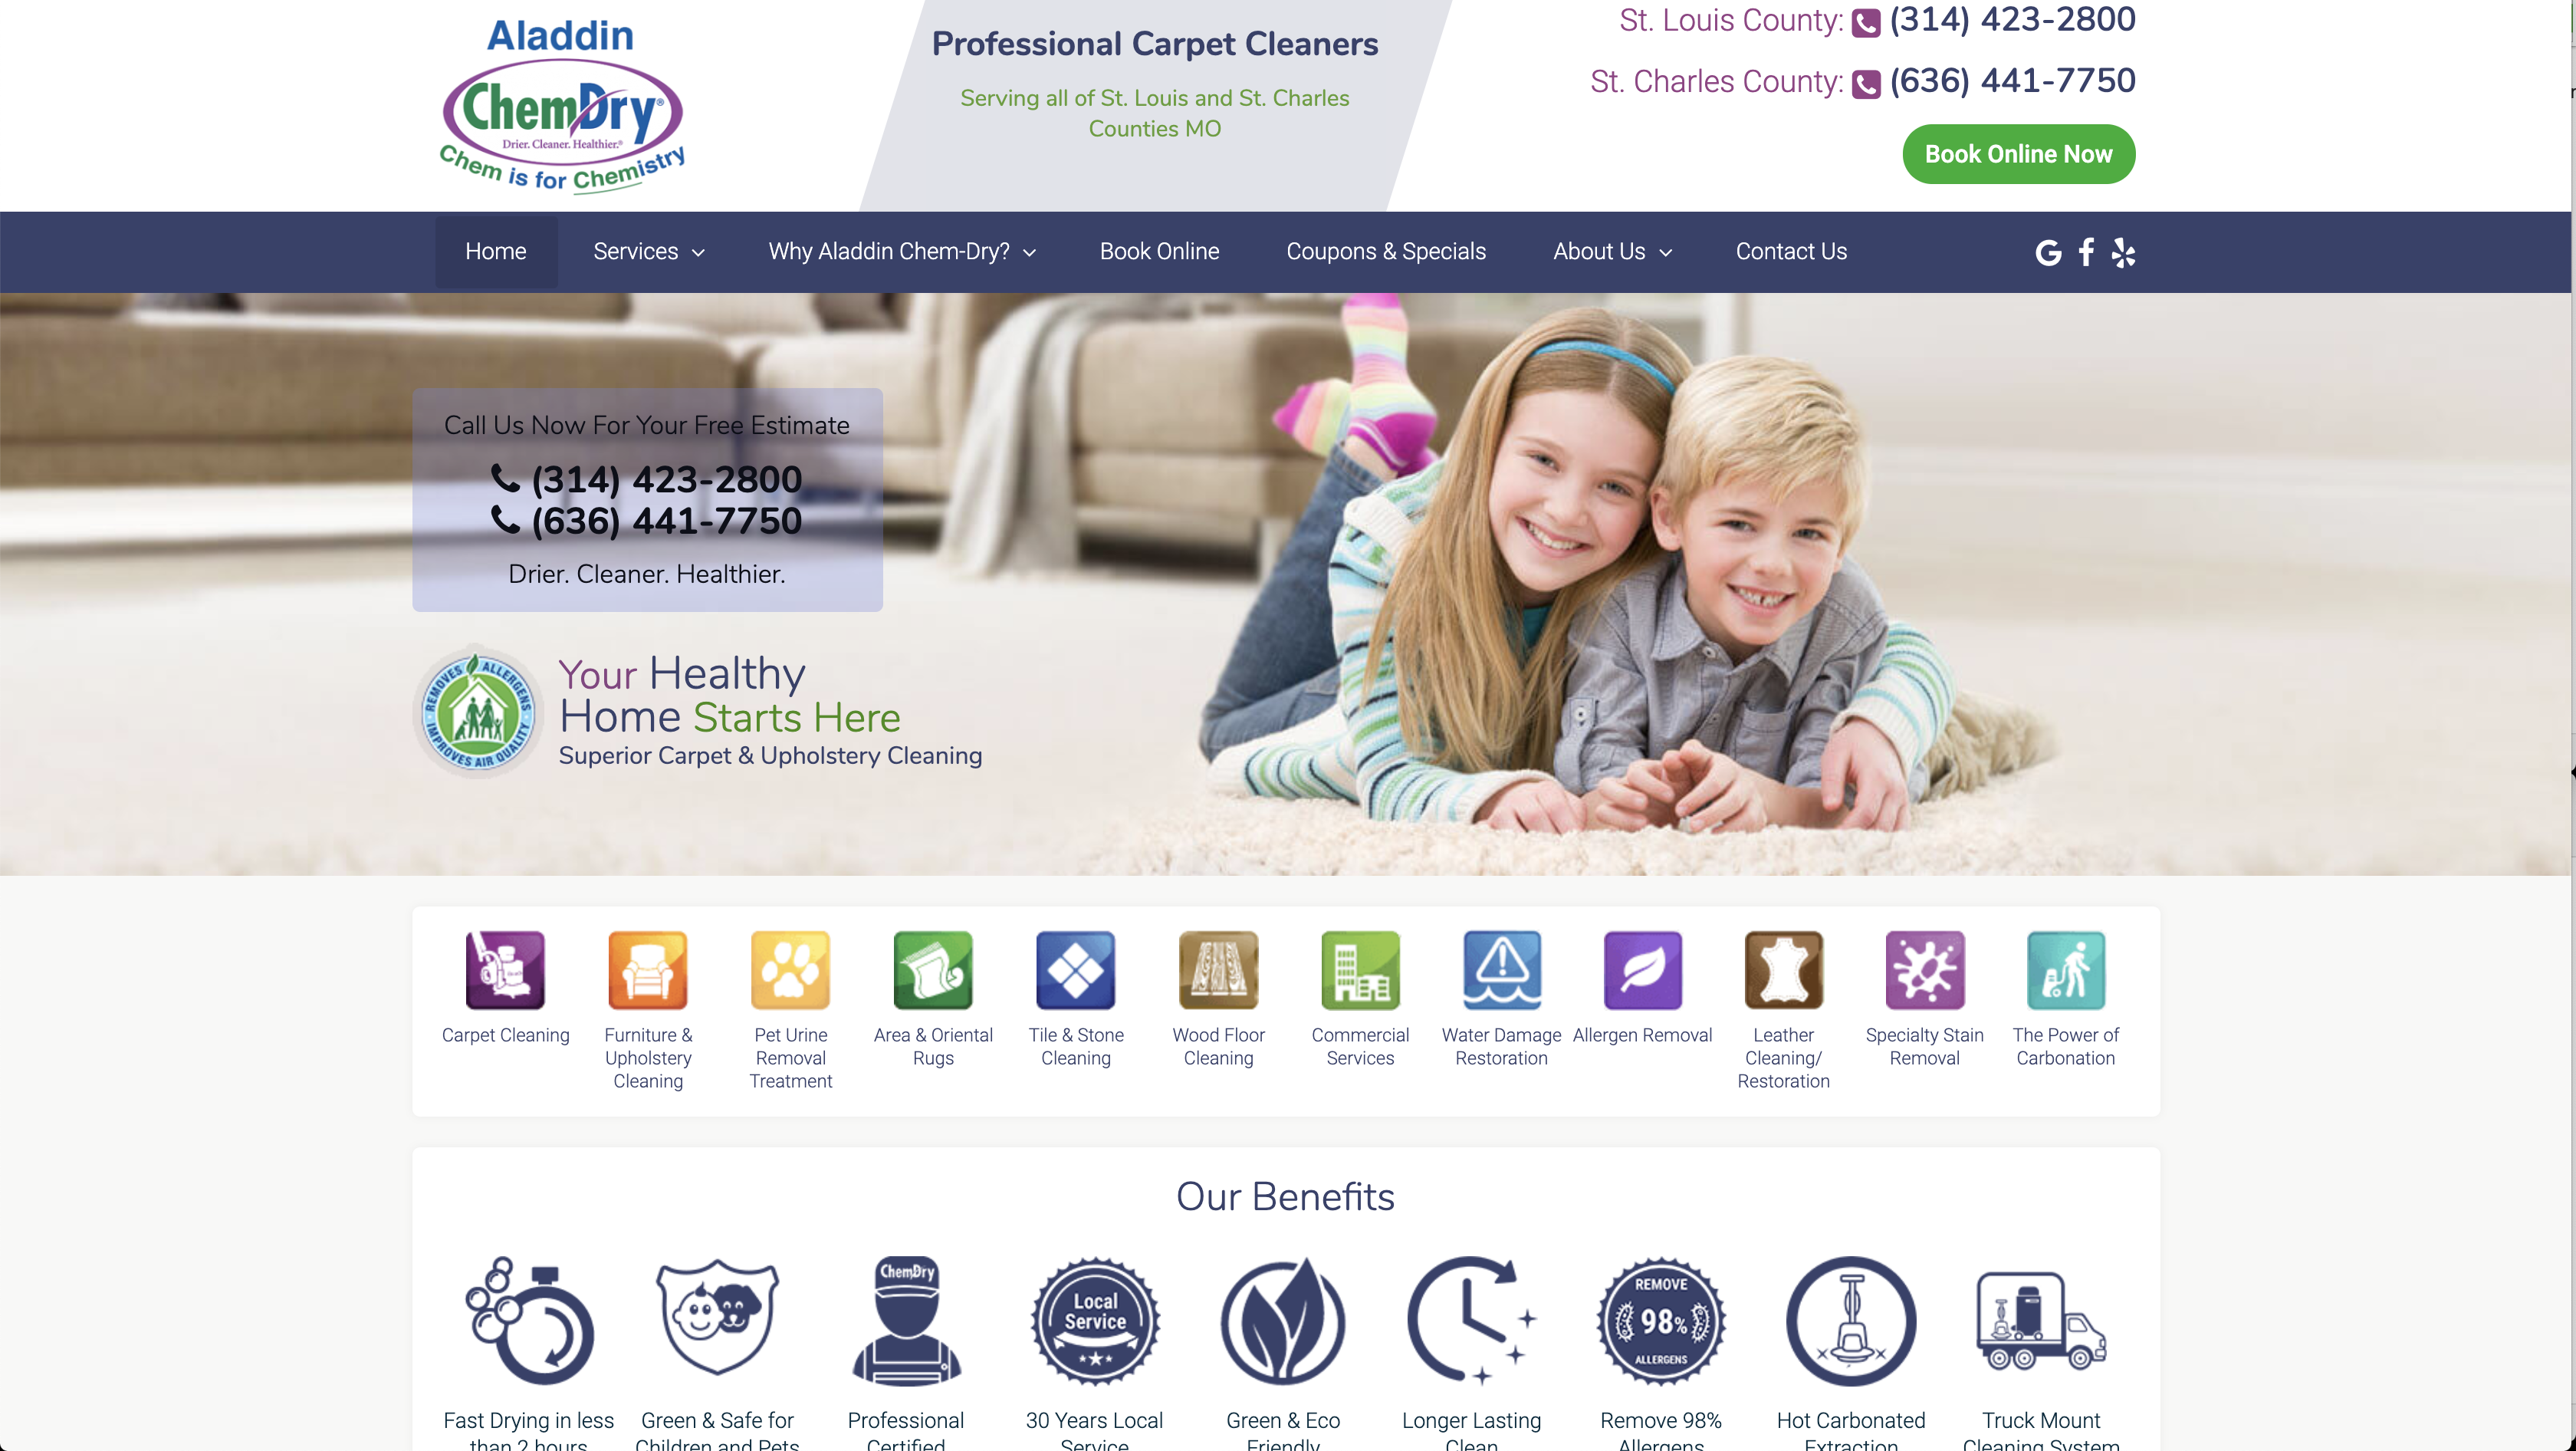 Aladdin
ChemDry®
Drier. Cleaner. Healthier.®
Chem is for Chemistry
Professional Carpet Cleaners
Serving all of St. Louis and St. Charles
Counties MO
St. Louis County: (314) 423-2800
St. Charles County: (636) 441-7750
Book Online Now
Home
Services
Why Aladdin Chem-Dry?
Book Online
Coupons & Specials
About Us
Contact Us
Call Us Now For Your Free Estimate
(314) 423-2800
(636) 441-7750
Drier. Cleaner. Healthier.
REMOVES ALLERGENS
IMPROVES AIR QUALITY
Your Healthy
Home Starts Here
Superior Carpet & Upholstery Cleaning
Carpet Cleaning
Furniture &
Upholstery
Cleaning
Pet Urine
Removal
Treatment
Area & Oriental
Rugs
Tile & Stone
Cleaning
Wood Floor
Cleaning
Commercial
Services
Water Damage
Restoration
Allergen Removal
Leather
Cleaning/
Restoration
Specialty Stain
Removal
The Power of
Carbonation
Our Benefits
ChemDry
Local
Service
REMOVE
98%
ALLERGENS
Fast Drying in less
than 2 hours
Green & Safe for
Children and Pets
Professional
Certified
30 Years Local
Service
Green & Eco
Friendly
Longer Lasting
Clean
Remove 98%
Allergens
Hot Carbonated
Extraction
Truck Mount
Cleaning System